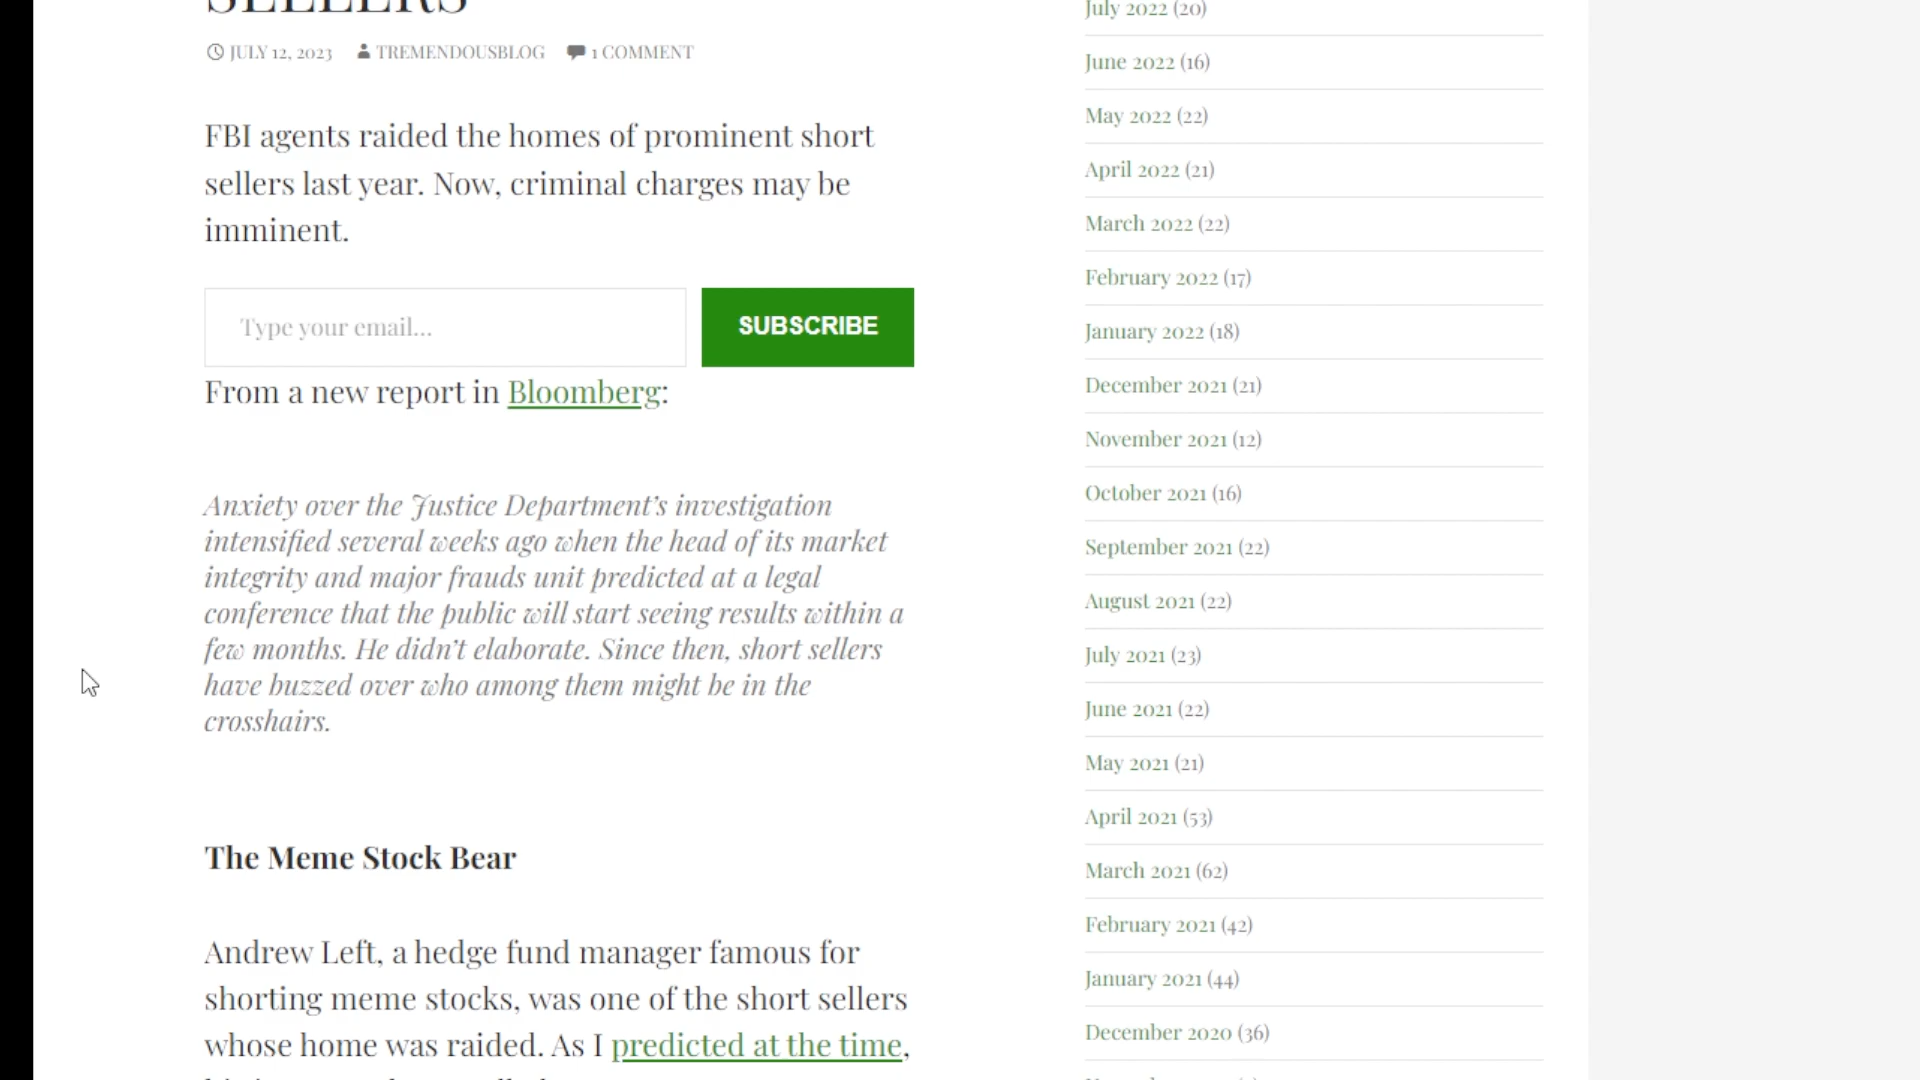 SELLERS
JULY 12, 2023 TREMENDOUSBLOG 1 COMMENT
FBI agents raided the homes of prominent short
sellers last year. Now, criminal charges may be
imminent.
Type your email...
SUBSCRIBE
From a new report in Bloomberg:
Anxiety over the Justice Department's investigation
intensified several weeks ago when the head of its market
integrity and major frauds unit predicted at a legal
conference that the public will start seeing results within a
few months. He didn't elaborate. Since then, short sellers
have buzzed over who among them might be in the
crosshairs.
The Meme Stock Bear
Andrew Left, a hedge fund manager famous for
shorting meme stocks, was one of the short sellers
whose home was raided. As I predicted at the time,
July 2022 (20)
June 2022 (16)
May 2022 (22)
April 2022 (21)
March 2022 (22)
February 2022 (17)
January 2022 (18)
December 2021 (21)
November 2021 (12)
October 2021 (16)
September 2021 (22)
August 2021 (22)
July 2021 (23)
June 2021 (22)
May 2021 (21)
April 2021 (53)
March 2021 (62)
February 2021 (42)
January 2021 (44)
December 2020 (36)